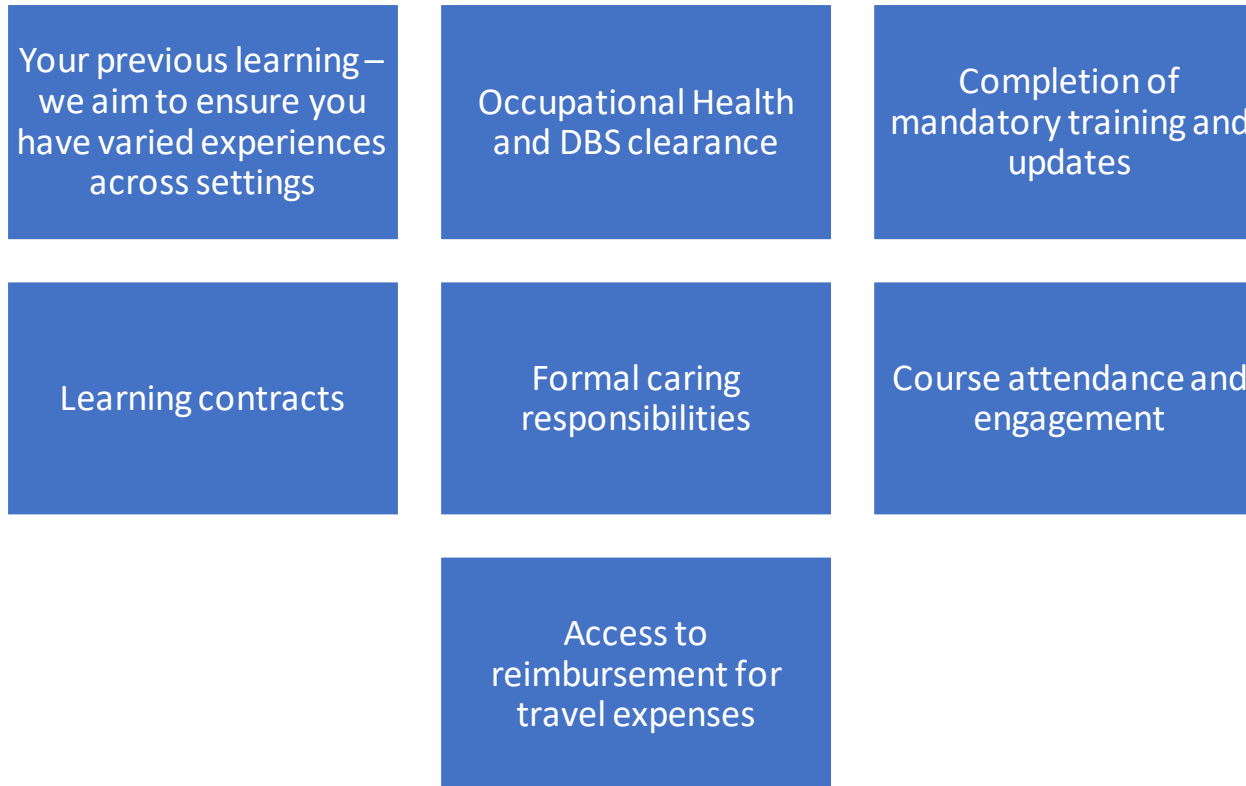 Your previous learning –
we aim to ensure you
have varied experiences
across settings
Occupational Health
and DBS clearance
Completion of
mandatory training and
updates
Learning contracts
Formal caring
responsibilities
Course attendance and
engagement
Access to
reimbursement for
travel expenses